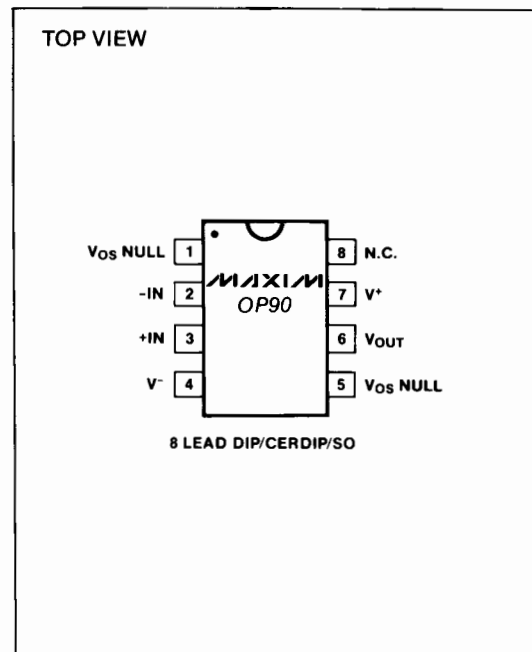 TOP VIEW
VOS NULL 1
8 N.C.
-IN 2
MAXIM
7 V+
OP90
+IN 3
6 VOUT
V- 4
5 VOS NULL
8 LEAD DIP/CERDIP/SO